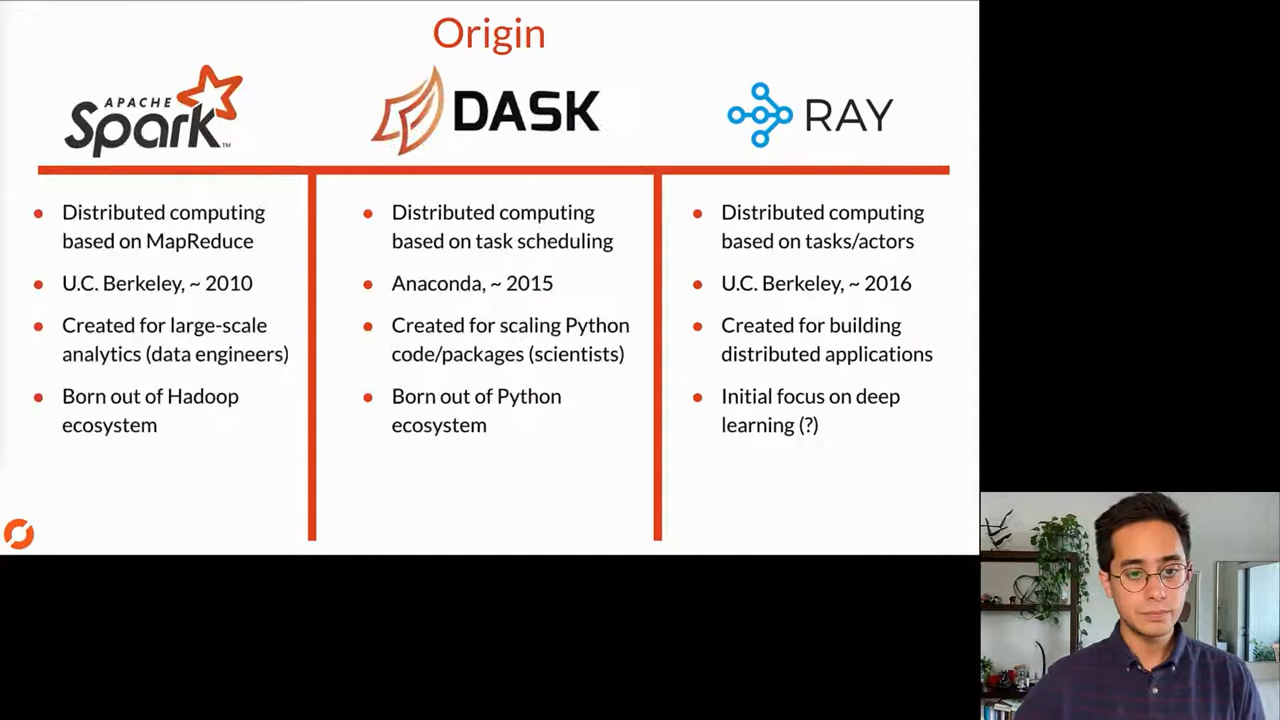 Origin
APACHE
Spark™
DASK
RAY
• Distributed computing
based on MapReduce
• U.C. Berkeley, ~ 2010
• Created for large-scale
analytics (data engineers)
• Born out of Hadoop
ecosystem
• Distributed computing
based on task scheduling
• Anaconda, ~ 2015
• Created for scaling Python
code/packages (scientists)
• Born out of Python
ecosystem
• Distributed computing
based on tasks/actors
• U.C. Berkeley, ~ 2016
• Created for building
distributed applications
• Initial focus on deep
learning (?)